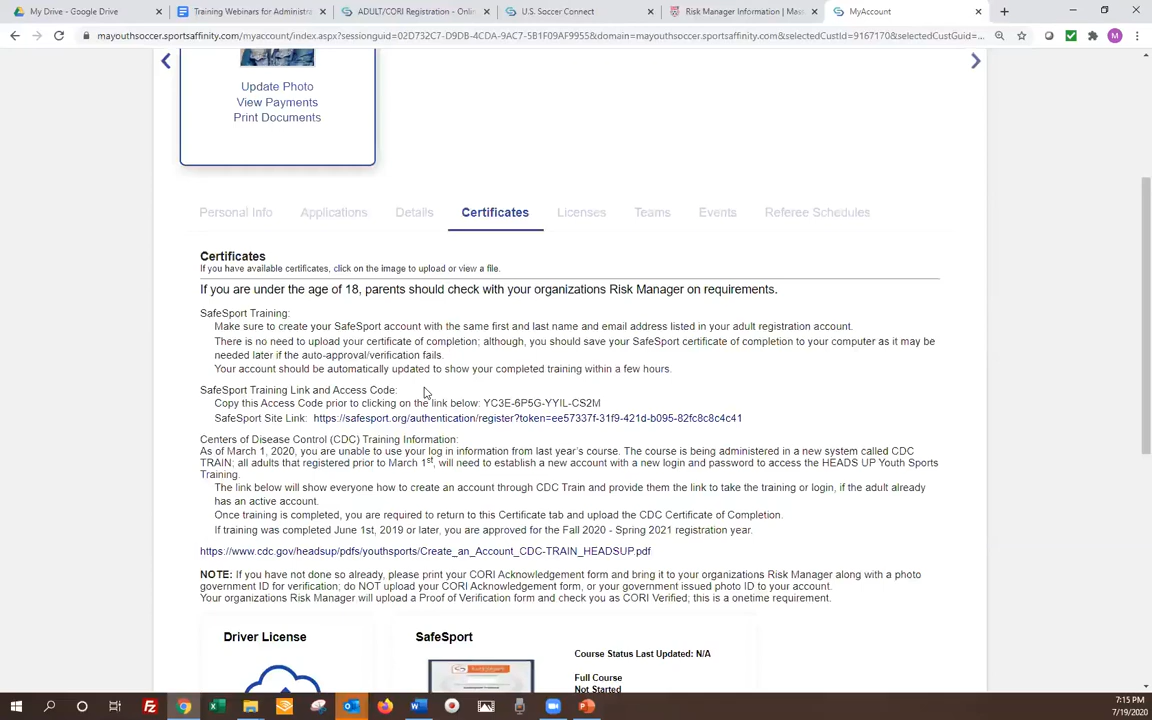 My Drive - Google Drive
Training Webinars for Administra
ADULT/CORI Registration - Onlin
U.S. Soccer Connect
Risk Manager Information | Mass
MyAccount
mayouthsoccer.sportsaffinity.com/myaccount/index.aspx?sessionguid=02D732C7-D9DB-4CDA-9AC7-5B1F09AF9955&domain=mayouthsoccer.sportsaffinity.com&selectedCustId=9167170&selectedCustGuid=...
M
Update Photo
View Payments
Print Documents
Personal Info
Applications
Details
Certificates
Licenses
Teams
Events
Referee Schedules
Certificates
If you have available certificates, click on the image to upload or view a file.
If you are under the age of 18, parents should check with your organizations Risk Manager on requirements.
SafeSport Training:
Make sure to create your SafeSport account with the same first and last name and email address listed in your adult registration account.
There is no need to upload your certificate of completion; although, you should save your SafeSport certificate of completion to your computer as it may be
needed later if the auto-approval/verification fails.
Your account should be automatically updated to show your completed training within a few hours.
SafeSport Training Link and Access Code:
Copy this Access Code prior to clicking on the link below: YC3E-6P5G-YYIL-CS2M
SafeSport Site Link: https://safesport.org/authentication/register?token=ee57337f-31f9-421d-b095-82fc8c8c4c41
Centers of Disease Control (CDC) Training Information:
As of March 1, 2020, you are unable to use your log in information from last year's course. The course is being administered in a new system called CDC
TRAIN; all adults that registered prior to March 1st, will need to establish a new account with a new login and password to access the HEADS UP Youth Sports
Training.
The link below will show everyone how to create an account through CDC Train and provide them the link to take the training or login, if the adult already
has an active account.
Once training is completed, you are required to return to this Certificate tab and upload the CDC Certificate of Completion.
If training was completed June 1st, 2019 or later, you are approved for the Fall 2020 - Spring 2021 registration year.
https://www.cdc.gov/headsup/pdfs/youthsports/Create_an_Account_CDC-TRAIN_HEADSUP.pdf
NOTE: If you have not done so already, please print your CORI Acknowledgement form and bring it to your organizations Risk Manager along with a photo
government ID for verification; do NOT upload your CORI Acknowledgement form, or your government issued photo ID to your account.
Your organizations Risk Manager will upload a Proof of Verification form and check you as CORI Verified; this is a onetime requirement.
Driver License
SafeSport
Course Status Last Updated: N/A
Full Course
Not Started
7:15 PM
7/19/2020